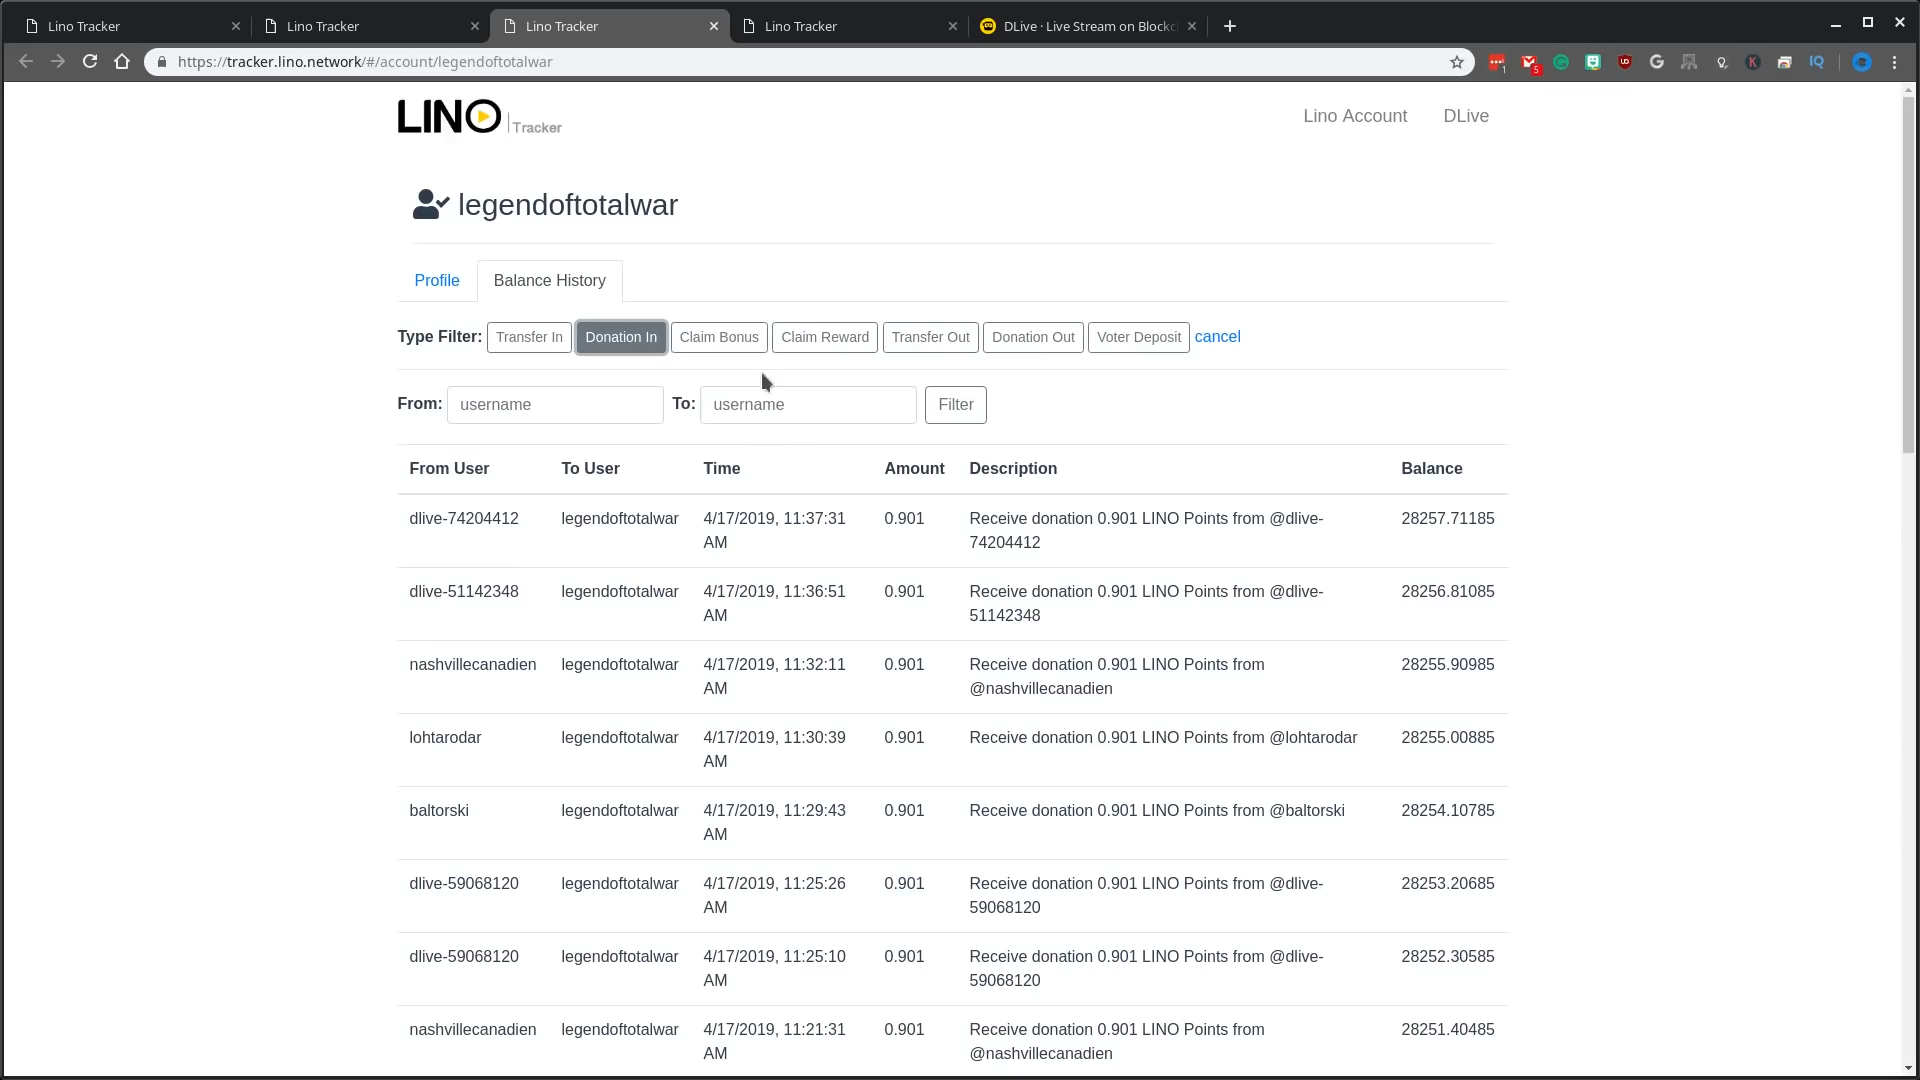 Lino Tracker Lino Tracker Lino Tracker Lino Tracker DLive · Live Stream on Blockc
https://tracker.lino.network/#/account/legendoftotalwar
1 5 UD G K IQ
LINO Tracker Lino Account DLive
legendoftotalwar
Profile Balance History
Type Filter: Transfer In Donation In Claim Bonus Claim Reward Transfer Out Donation Out Voter Deposit cancel
From: username To: username Filter
From User To User Time Amount Description Balance
dlive-74204412 legendoftotalwar 4/17/2019, 11:37:31 0.901 Receive donation 0.901 LINO Points from @dlive- 28257.71185
AM 74204412
dlive-51142348 legendoftotalwar 4/17/2019, 11:36:51 0.901 Receive donation 0.901 LINO Points from @dlive- 28256.81085
AM 51142348
nashvillecanadien legendoftotalwar 4/17/2019, 11:32:11 0.901 Receive donation 0.901 LINO Points from 28255.90985
AM @nashvillecanadien
lohtarodar legendoftotalwar 4/17/2019, 11:30:39 0.901 Receive donation 0.901 LINO Points from @lohtarodar 28255.00885
AM
baltorski legendoftotalwar 4/17/2019, 11:29:43 0.901 Receive donation 0.901 LINO Points from @baltorski 28254.10785
AM
dlive-59068120 legendoftotalwar 4/17/2019, 11:25:26 0.901 Receive donation 0.901 LINO Points from @dlive- 28253.20685
AM 59068120
dlive-59068120 legendoftotalwar 4/17/2019, 11:25:10 0.901 Receive donation 0.901 LINO Points from @dlive- 28252.30585
AM 59068120
nashvillecanadien legendoftotalwar 4/17/2019, 11:21:31 0.901 Receive donation 0.901 LINO Points from 28251.40485
AM @nashvillecanadien